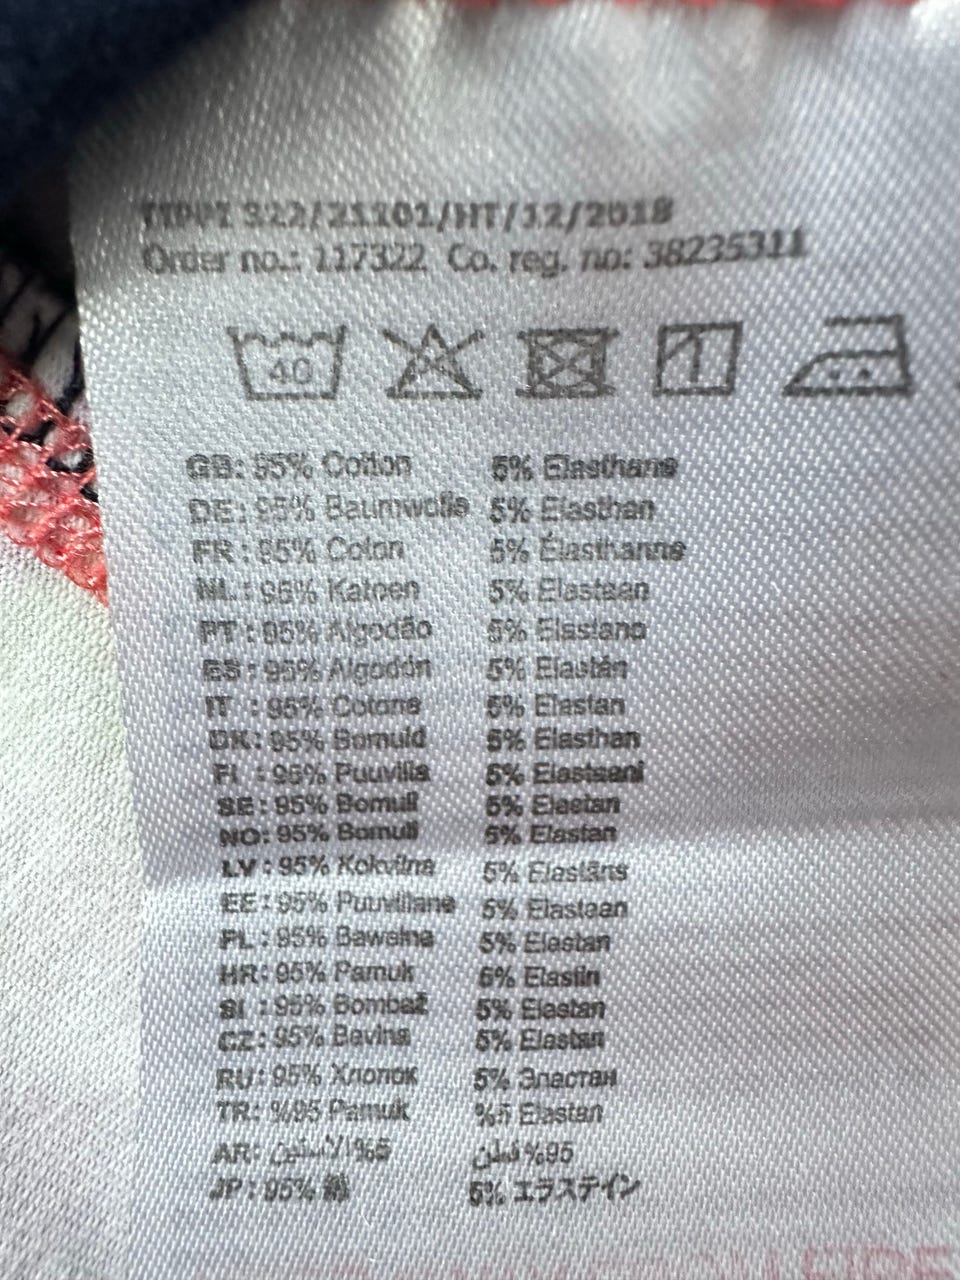 322/21101/HT/12/2018
Order no.: 117322 Co. reg. no: 38235311
40
GB: 95% Cotton 5% Elasthane
DE: 95% Baumwolle 5% Elasthan
FR: 95% Coton 5% Élasthanne
NL: 95% Katoen 5% Elastaan
PT: 95% Algodão 5% Elastano
ES: 95% Algodón 5% Elastán
IT : 95% Cotone 5% Elastan
DK: 95% Bomuld 5% Elasthan
FI : 95% Puuvilla 5% Elastaani
SE: 95% Bomull 5% Elastan
NO: 95% Bomull 5% Elastan
LV: 95% Kokvilna 5% Elastāns
EE: 95% Puuvillane 5% Elastaan
PL: 95% Bawełna 5% Elastan
HR: 95% Pamuk 5% Elastin
SI : 95% Bombaž 5% Elastan
CZ: 95% Bavlna 5% Elastan
RU: 95% Хлопок 5% Эластан
TR: %95 Pamuk %5 Elastan
AR: %5 %95 قطن
JP: 95% 綿 5% エラステイン